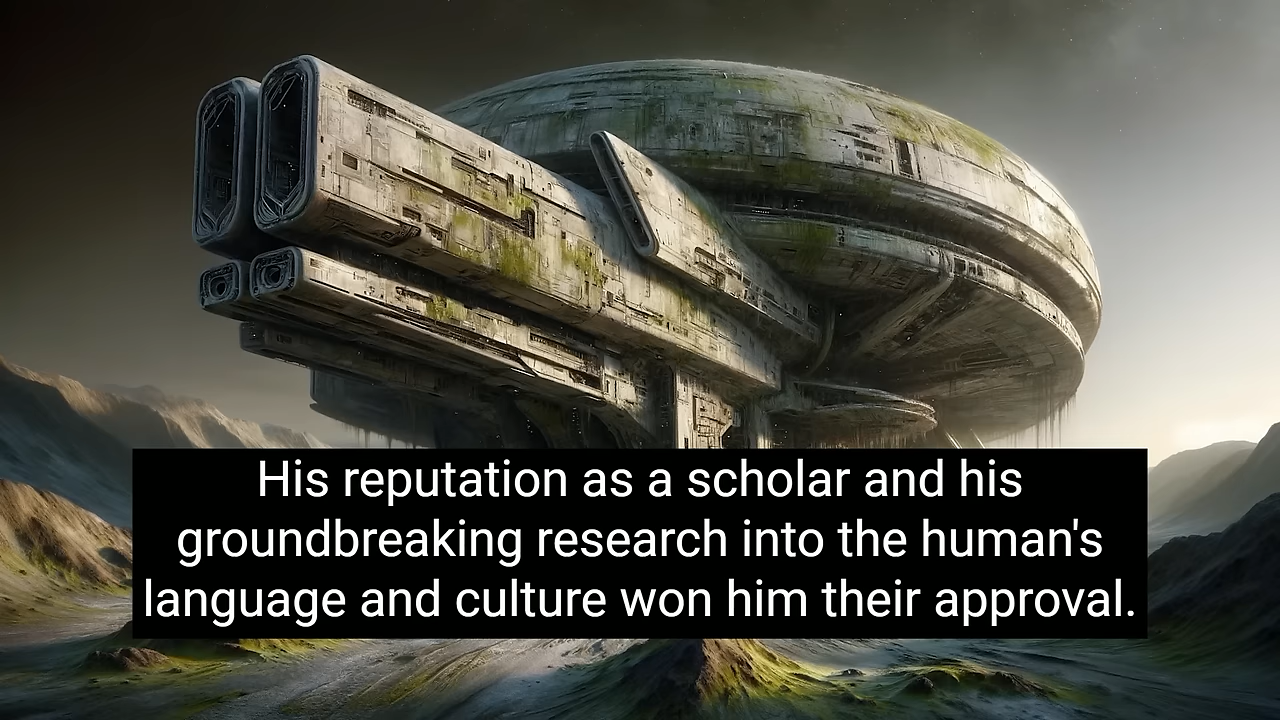 His reputation as a scholar and his
groundbreaking research into the human's
language and culture won him their approval.